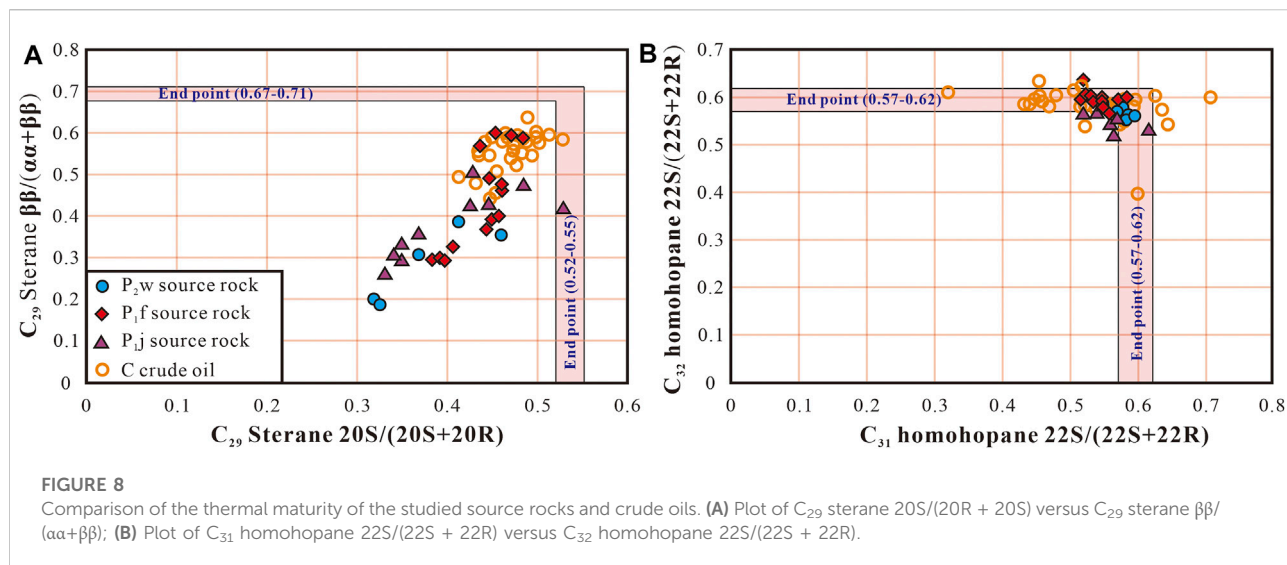 A
C₂₉ Sterane ββ/(αα+ββ)
0.8
0.7
0.6
0.5
0.4
0.3
0.2
0.1
0
End point (0.67-0.71)
End point (0.52-0.55)
P₂w source rock
P₁f source rock
P₁j source rock
C crude oil
0 0.1 0.2 0.3 0.4 0.5 0.6
C₂₉ Sterane 20S/(20S+20R)
B
C₃₂ homohopane 22S/(22S+22R)
0.7
0.6
0.5
0.4
0.3
0.2
0.1
0
End point (0.57-0.62)
End point (0.57-0.62)
0 0.1 0.2 0.3 0.4 0.5 0.6 0.7 0.8
C₃₁ homohopane 22S/(22S+22R)
FIGURE 8
Comparison of the thermal maturity of the studied source rocks and crude oils. (A) Plot of C₂₉ sterane 20S/(20R + 20S) versus C₂₉ sterane ββ/
(αα+ββ); (B) Plot of C₃₁ homohopane 22S/(22S + 22R) versus C₃₂ homohopane 22S/(22S + 22R).